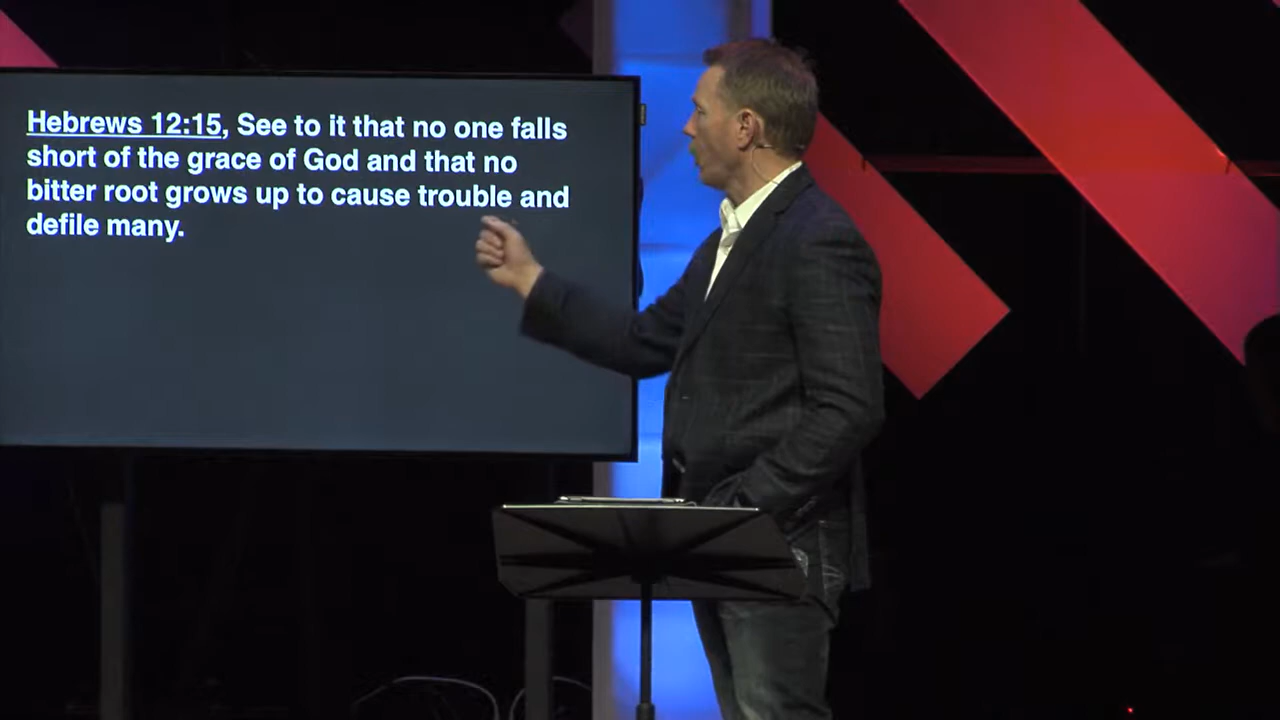 Hebrews 12:15, See to it that no one falls
short of the grace of God and that no
bitter root grows up to cause trouble and
defile many.